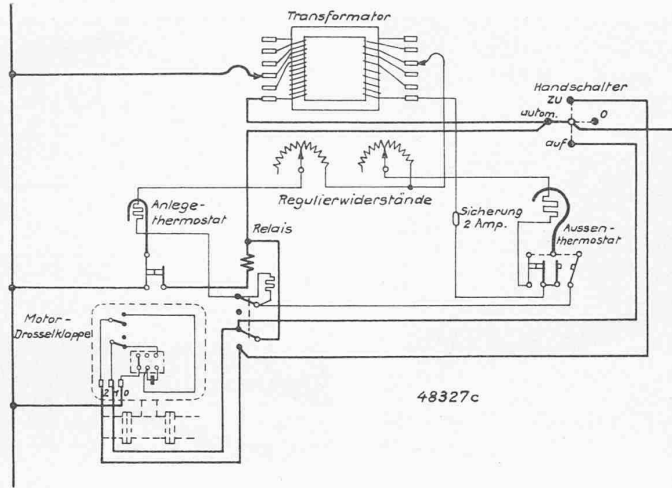 Transformator
Handschalter
zu
autom.
O
auf
Regulierwiderstände
Anlege-
thermostat
Sicherung
2 Amp.
Aussen-
thermostat
Relais
Motor-
Drosselklappe
2 1 0
48327c